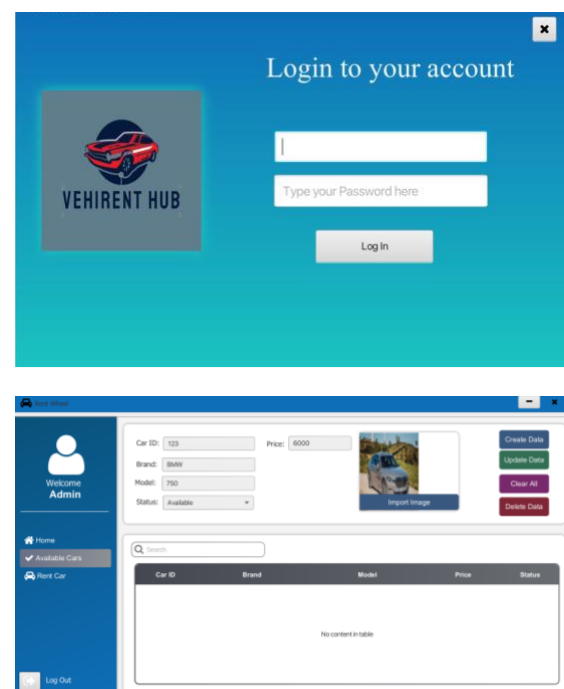 Login to your account
VEHIRENT HUB
Type your Password here
Log In
Rent Wheel
Welcome
Admin
Home
Available Cars
Rent Car
Log Out
Car ID: 123
Price: 6000
Brand: BMW
Model: 750
Status: Available
Import Image
Create Data
Update Data
Clear All
Delete Data
Search
Car ID Brand Model Price Status
No content in table